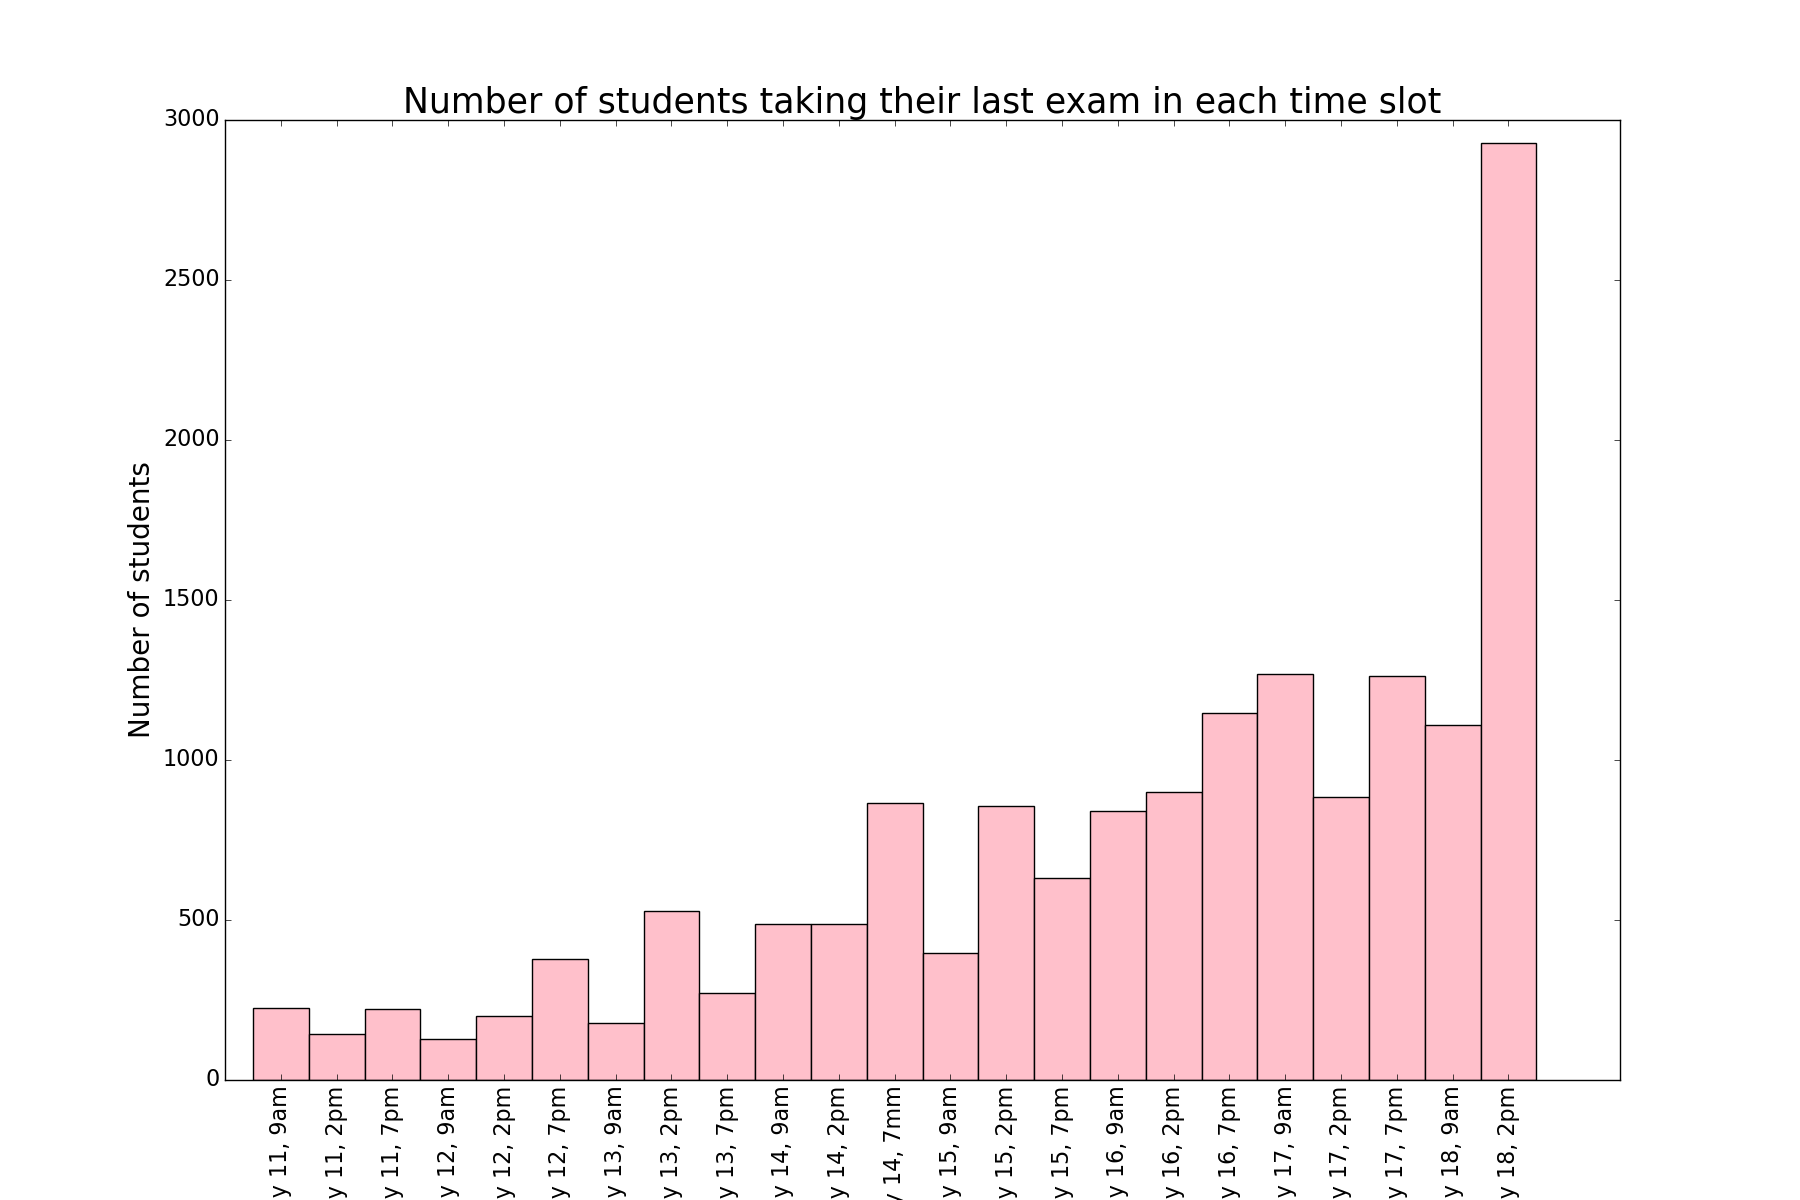 Number of students taking their last exam in each time slot
Number of students
3000
2500
2000
1500
1000
500
0
y 11, 9am
y 11, 2pm
y 11, 7pm
y 12, 9am
y 12, 2pm
y 12, 7pm
y 13, 9am
y 13, 2pm
y 13, 7pm
y 14, 9am
y 14, 2pm
y 14, 7mm
y 15, 9am
y 15, 2pm
y 15, 7pm
y 16, 9am
y 16, 2pm
y 16, 7pm
y 17, 9am
y 17, 2pm
y 17, 7pm
y 18, 9am
y 18, 2pm